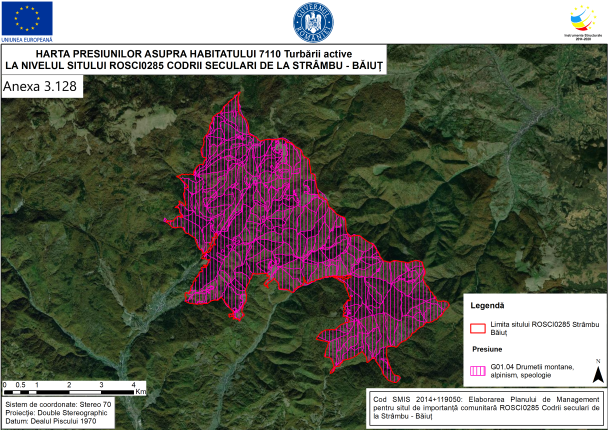 UNIUNEA EUROPEANĂ
GUVERNUL ROMÂNIEI
Instrumente Structurale
2014-2020
HARTA PRESIUNILOR ASUPRA HABITATULUI 7110 Turbării active
LA NIVELUL SITULUI ROSCI0285 CODRII SECULARI DE LA STRÂMBU - BĂIUȚ
Anexa 3.128
Legendă
Limita sitului ROSCI0285 Strâmbu
Băiuț
Presiune
G01.04 Drumetii montane,
alpinism, speologie
N
0 0.5 1 2 3 4
Km
Sistem de coordonate: Stereo 70
Proiecție: Double Stereographic
Datum: Dealul Piscului 1970
Cod SMIS 2014+119050: Elaborarea Planului de Management
pentru situl de importanță comunitară ROSCI0285 Codrii seculari de
la Strâmbu - Băiuț